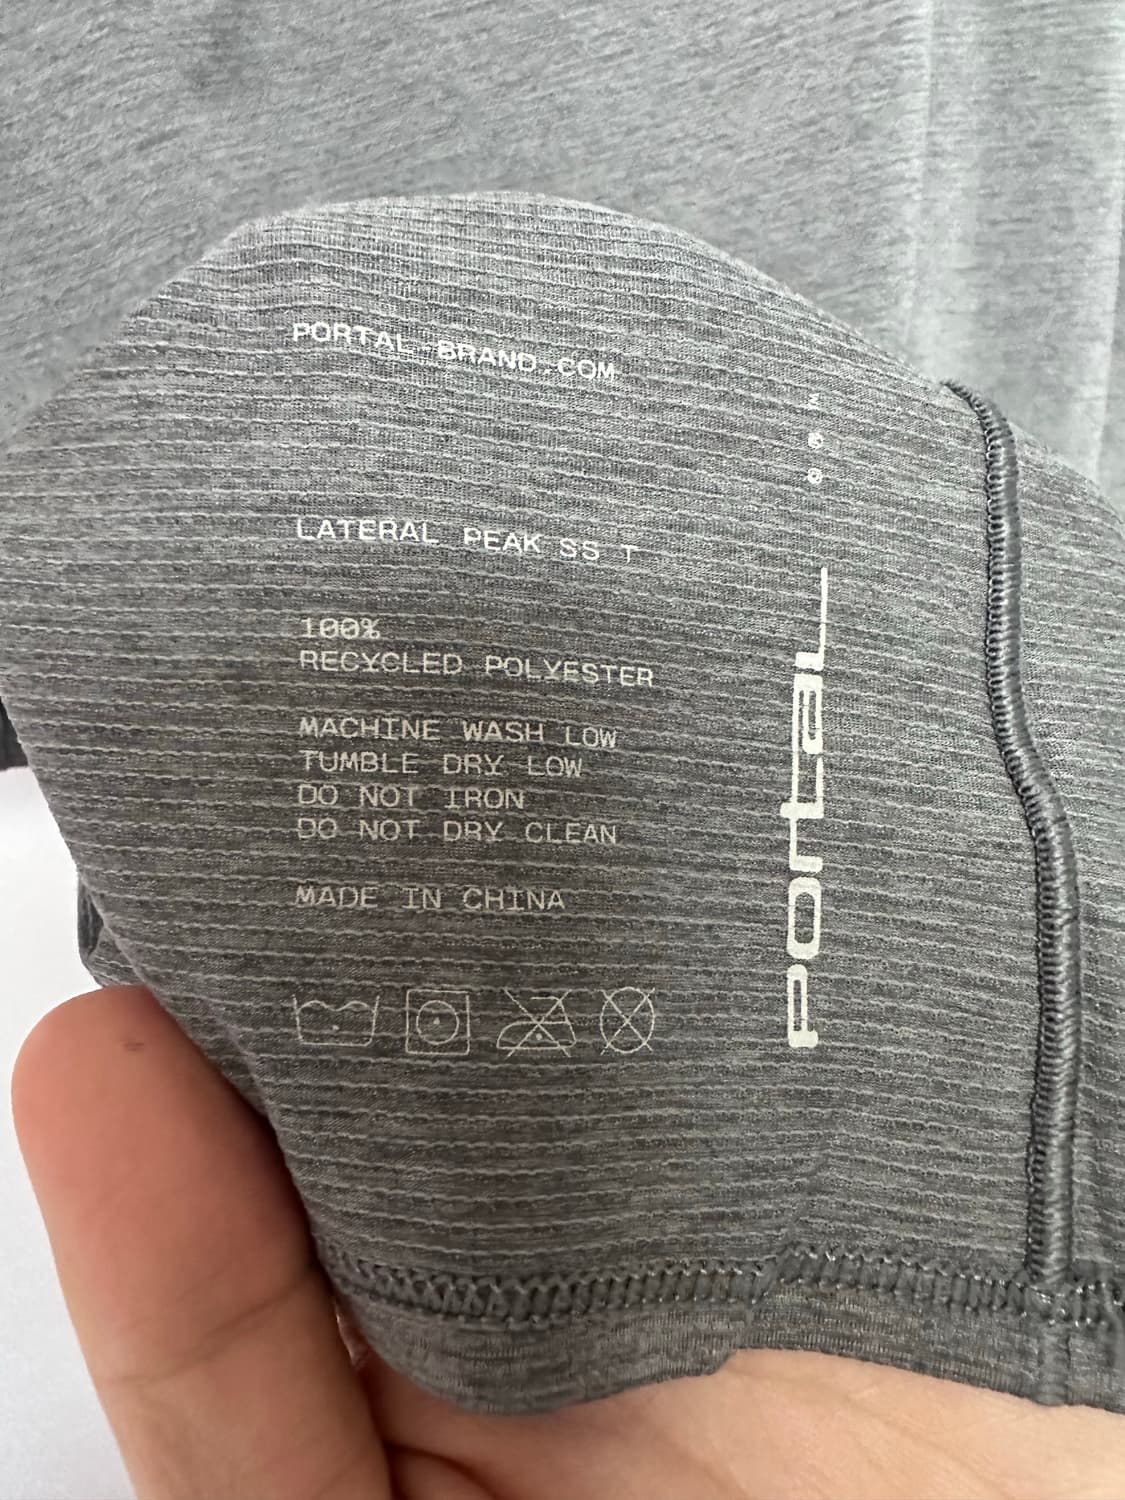 PORTAL-BRAND.COM
LATERAL PEAK SS T
100%
RECYCLED POLYESTER
MACHINE WASH LOW
TUMBLE DRY LOW
DO NOT IRON
DO NOT DRY CLEAN
MADE IN CHINA
portal